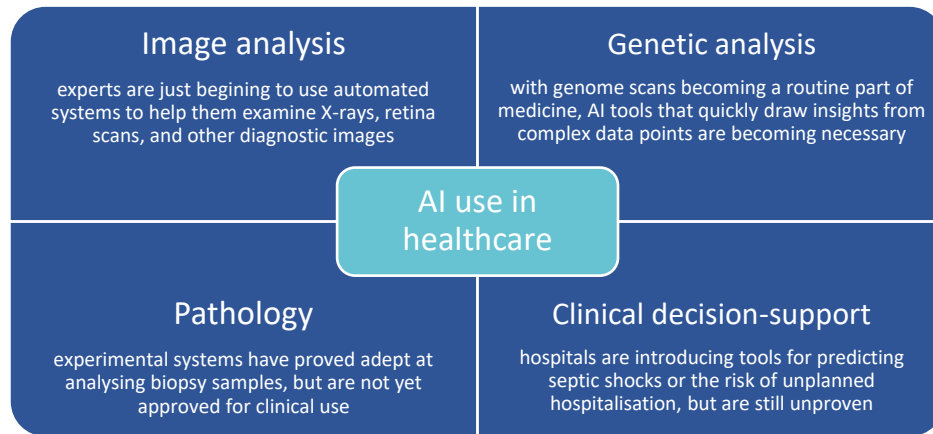 Image analysis
experts are just begining to use automated
systems to help them examine X-rays, retina
scans, and other diagnostic images
Genetic analysis
with genome scans becoming a routine part of
medicine, AI tools that quickly draw insights from
complex data points are becoming necessary
AI use in
healthcare
Pathology
experimental systems have proved adept at
analysing biopsy samples, but are not yet
approved for clinical use
Clinical decision-support
hospitals are introducing tools for predicting
septic shocks or the risk of unplanned
hospitalisation, but are still unproven